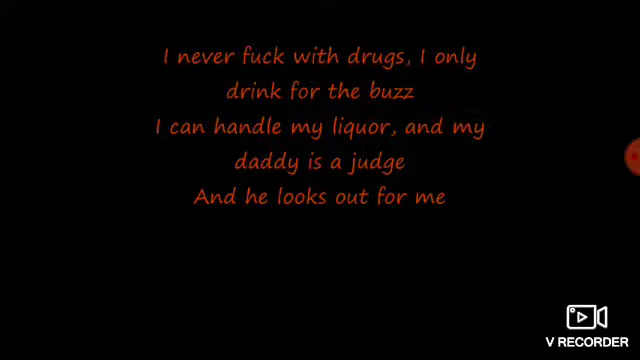 I never fuck with drugs, I only
drink for the buzz
I can handle my liquor, and my
daddy is a judge
And he looks out for me
V RECORDER